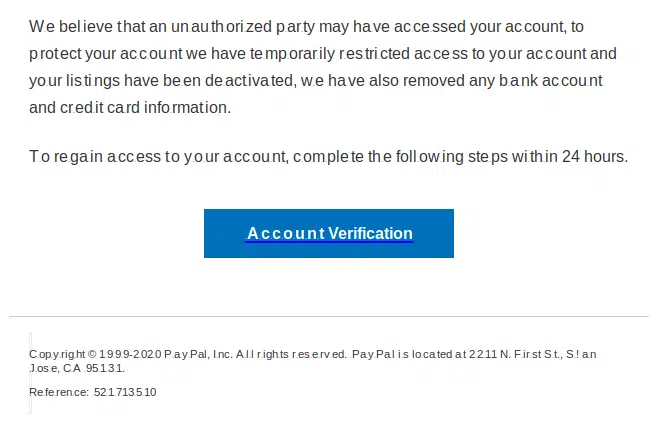 We believe that an unauthorized party may have accessed your account, to
protect your account we have temporarily restricted access to your account and
your listings have been deactivated, we have also removed any bank account
and credit card information.
To regain access to your account, complete the following steps within 24 hours.
Account Verification
Copyright © 1999-2020 PayPal, Inc. All rights reserved. PayPal is located at 2211 N. First St., S.! an
Jose, CA 95131.
Reference: 521713510